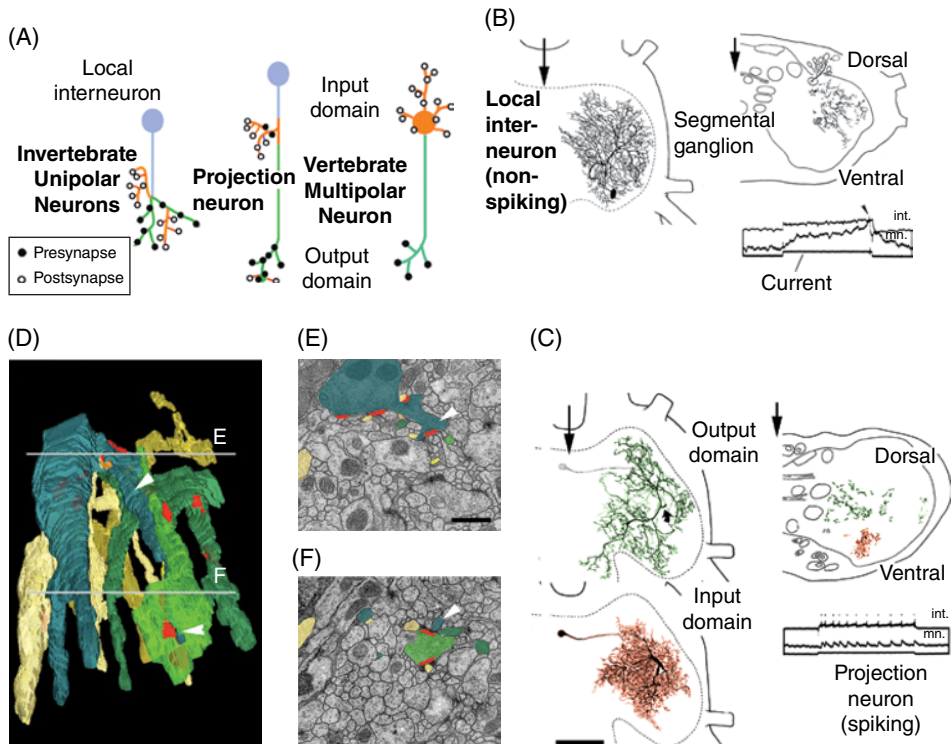 (A)
Local
interneuron
Invertebrate
Unipolar
Neurons
Projection
neuron
Input
domain
Vertebrate
Multipolar
Neuron
Output
domain
Presynapse
Postsynapse
(B)
Local
inter-
neuron
(non-
spiking)
Segmental
ganglion
Dorsal
Ventral
int.
mn.
Current
(D)
E
F
(E)
(F)
(C)
Output
domain
Input
domain
Dorsal
Ventral
int.
mn.
Projection
neuron
(spiking)